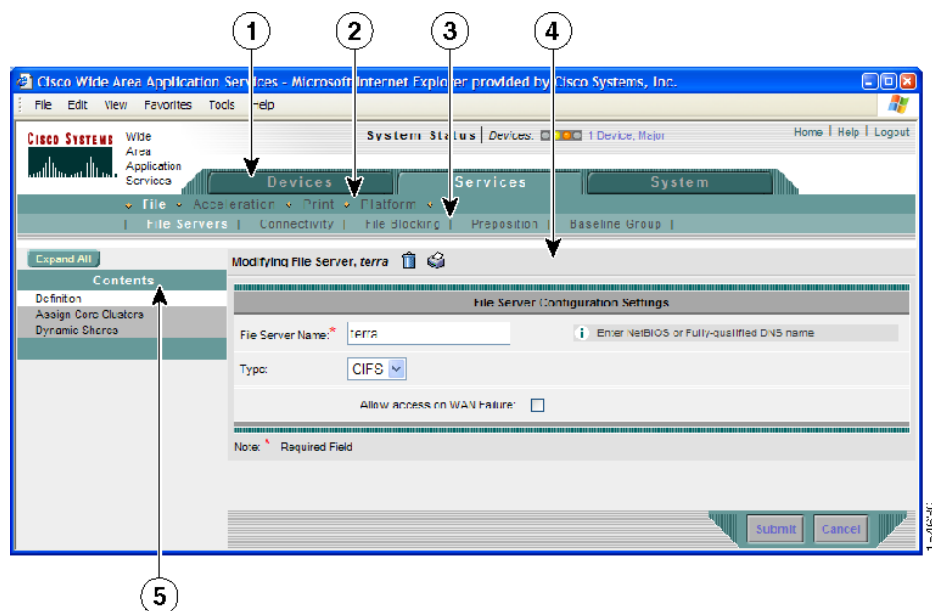 1 2 3 4
Cisco Wide Area Application Services - Microsoft Internet Explorer provided by Cisco Systems, Inc.
File Edit View Favorites Tools Help
CISCO SYSTEMS
Wide
Area
Application
Services
System Status | Devices: 1 Device, Major
Home | Help | Logout
Devices Services System
File Acceleration Print Platform
| File Servers | Connectivity | File Blocking | Preposition | Baseline Group |
Expand All
Modifying File Server, terra
Contents
Definition
Assign Core Clusters
Dynamic Shares
File Server Configuration Settings
File Server Name:* terra
i Enter NetBIOS or Fully-qualified DNS name
Type: CIFS
Allow access on WAN Failure:
Note: * Required Field
Submit Cancel
5